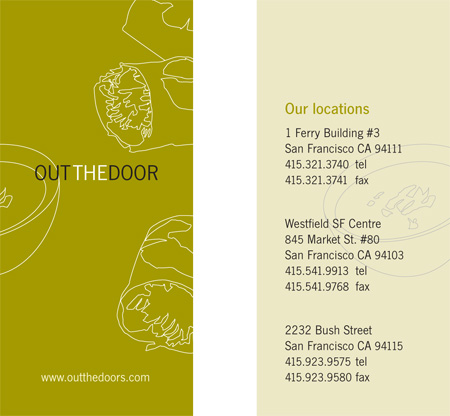 OUTTHEDOOR
www.outthedoors.com
Our locations
1 Ferry Building #3
San Francisco CA 94111
415.321.3740 tel
415.321.3741 fax
Westfield SF Centre
845 Market St. #80
San Francisco CA 94103
415.541.9913 tel
415.541.9768 fax
2232 Bush Street
San Francisco CA 94115
415.923.9575 tel
415.923.9580 fax